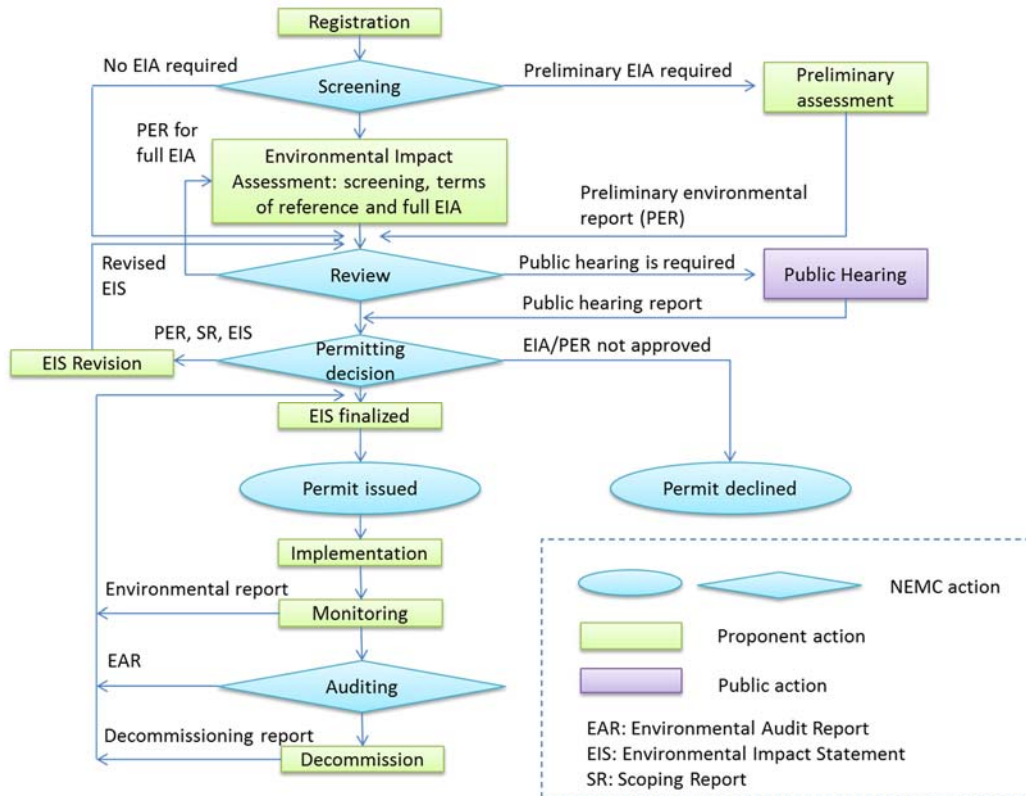 Registration
No EIA required
Preliminary EIA required
Screening
Preliminary
assessment
PER for
full EIA
Environmental Impact
Assessment: screening, terms
of reference and full EIA
Preliminary environmental
report (PER)
Revised
EIS
Review
Public hearing is required
Public Hearing
Public hearing report
PER, SR, EIS
EIS Revision
Permitting
decision
EIA/PER not approved
EIS finalized
Permit issued
Permit declined
Implementation
Environmental report
Monitoring
EAR
Auditing
Decommissioning report
Decommission
NEMC action
Proponent action
Public action
EAR: Environmental Audit Report
EIS: Environmental Impact Statement
SR: Scoping Report